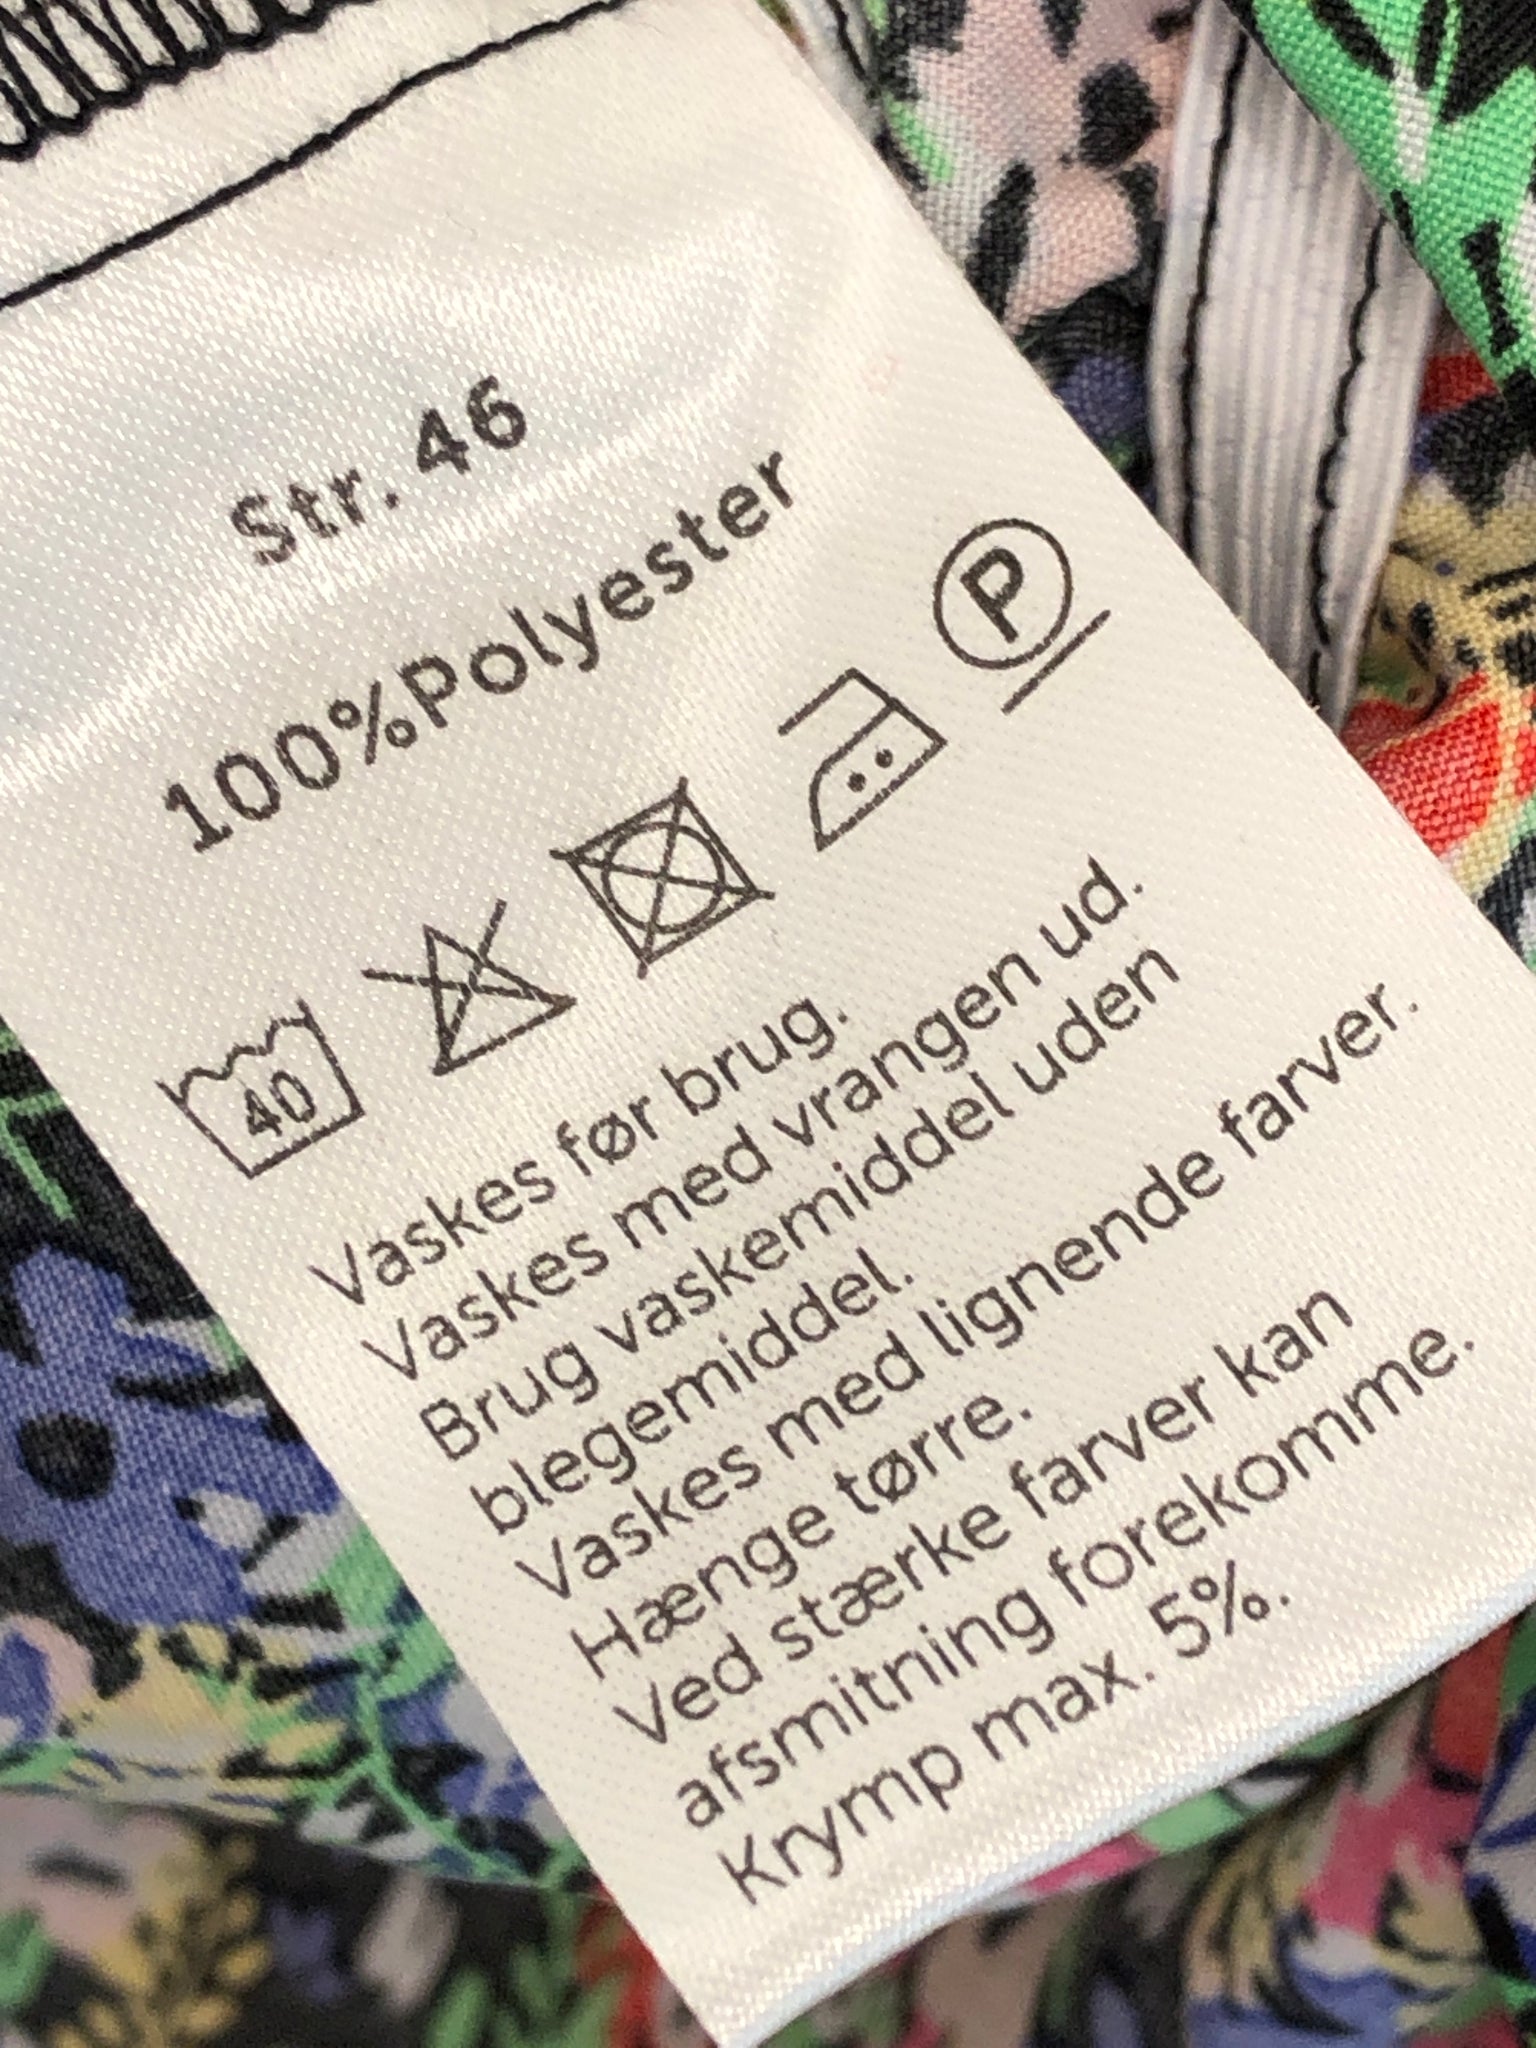 Str. 46
100%Polyester
P
40
Vaskes før brug.
Vaskes med vrangen ud.
Brug vaskemiddel uden
blegemiddel.
Vaskes med lignende farver.
Hænge tørre.
Ved stærke farver kan
afsmitning forekomme.
Krymp max. 5%.